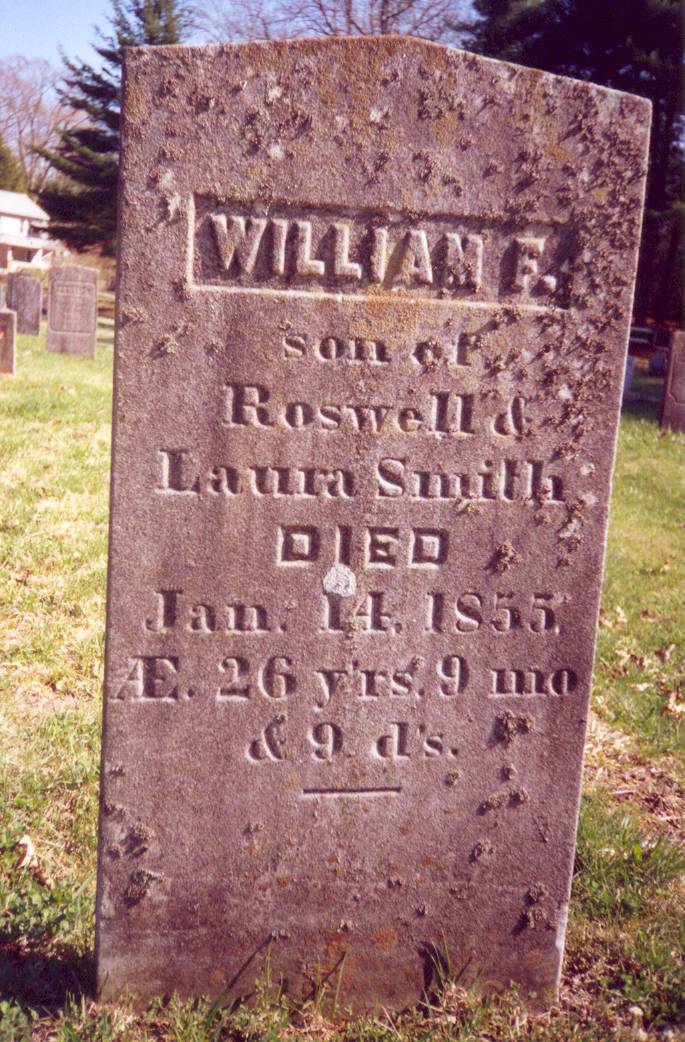 WILLIAM F.
son of
Roswell &
Laura Smith
DIED
Jan. 14. 1855.
Æ. 26 y'rs. 9 mo
& 9. d's.